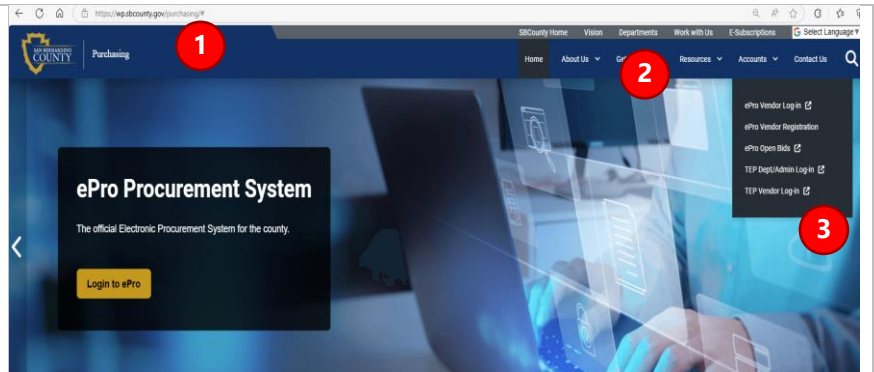 https://wp.sbcounty.gov/purchasing/#
1
SBCounty Home Vision Departments Work with Us E-Subscriptions G Select Language▼
SAN BERNARDINO
COUNTY
Purchasing
Home About Us Resources Accounts Contact Us
2
ePro Vendor Log-in
ePro Vendor Registration
ePro Open Bids
TEP Dept/Admin Log-in
TEP Vendor Log-in
3
ePro Procurement System
The official Electronic Procurement System for the county.
Login to ePro